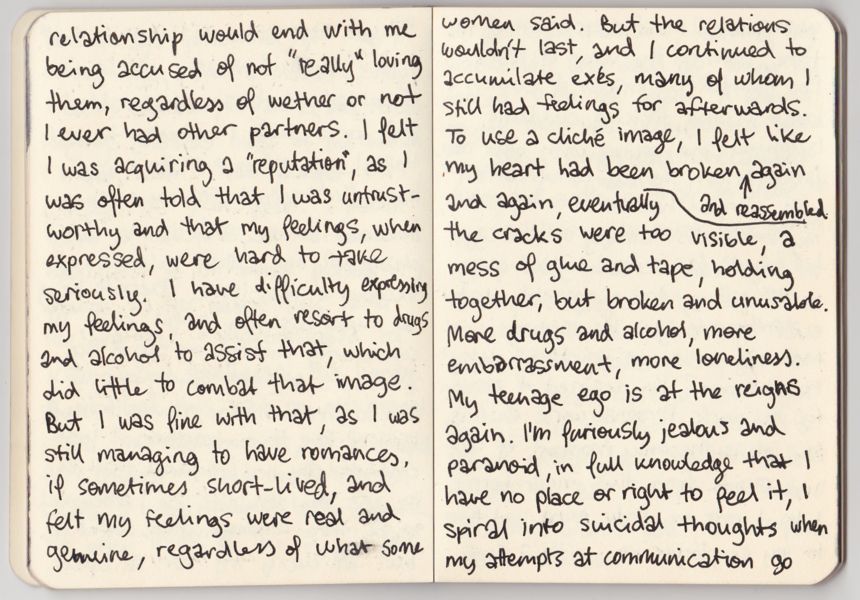 relationship would end with me
being accused of not "really" loving
them, regardless of wether or not
I ever had other partners. I felt
I was acquiring a "reputation", as I
was often told that I was untrust-
worthy and that my feelings, when
expressed, were hard to take
seriously. I have difficulty expressing
my feelings, and often resort to drugs
and alcohol to assist that, which
did little to combat that image.
But I was fine with that, as I was
still managing to have romances,
if sometimes short-lived, and
felt my feelings were real and
genuine, regardless of what some
women said. But the relations
wouldn't last, and I continued to
accumilate exés, many of whom I
still had feelings for afterwards.
To use a cliché image, I felt like
my heart had been broken, again
and again, eventually and reassembled
the cracks were too visible, a
mess of glue and tape, holding
together, but broken and unusable.
More drugs and alcohol, more
embarrassment, more loneliness.
My teenage ego is at the reigns
again. I'm furiously jealous and
paranoid, in full knowledge that I
have no place or right to feel it, I
spiral into suicidal thoughts when
my attempts at communication go